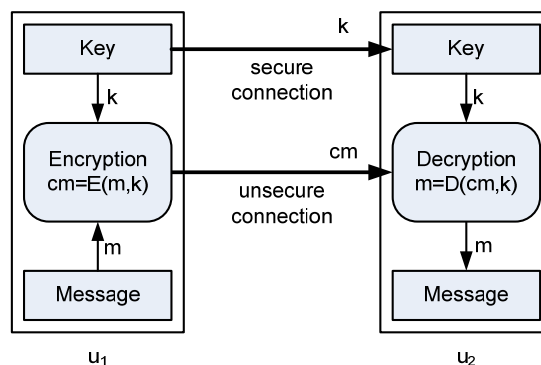 k
Key
Key
secure
connection
k
k
Encryption
cm=E(m,k)
cm
Decryption
m=D(cm,k)
unsecure
connection
m
m
Message
Message
u₁
u₂